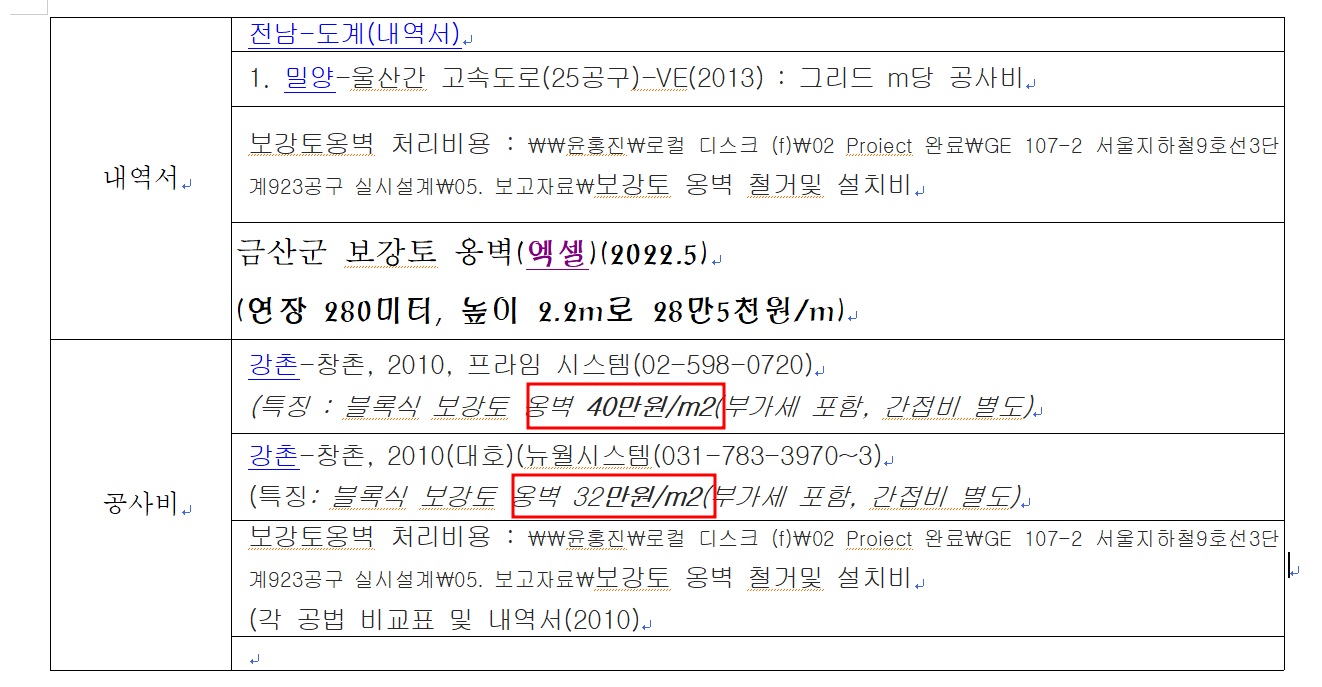 전남-도계(내역서)
1. 밀양-울산간 고속도로(25공구)-VE(2013) : 그리드 m당 공사비
보강토옹벽 처리비용 : ₩₩윤홍진₩로컬 디스크 (f)₩02 Proiect 완료₩GE 107-2 서울지하철9호선3단
계923공구 실시설계₩05. 보고자료₩보강토 옹벽 철거및 설치비
내역서
금산군 보강토 옹벽(엑셀)(2022.5)
(연장 280미터, 높이 2.2m로 28만5천원/m)
강촌-창촌, 2010, 프라임 시스템(02-598-0720)
(특징 : 블록식 보강토 옹벽 40만원/m2(부가세 포함, 간접비 별도)
강촌-창촌, 2010(대호)(뉴월시스템(031-783-3970~3)
(특징: 블록식 보강토 옹벽 32만원/m2(부가세 포함, 간접비 별도)
공사비
보강토옹벽 처리비용 : ₩₩윤홍진₩로컬 디스크 (f)₩02 Proiect 완료₩GE 107-2 서울지하철9호선3단
계923공구 실시설계₩05. 보고자료₩보강토 옹벽 철거및 설치비
(각 공법 비교표 및 내역서(2010)